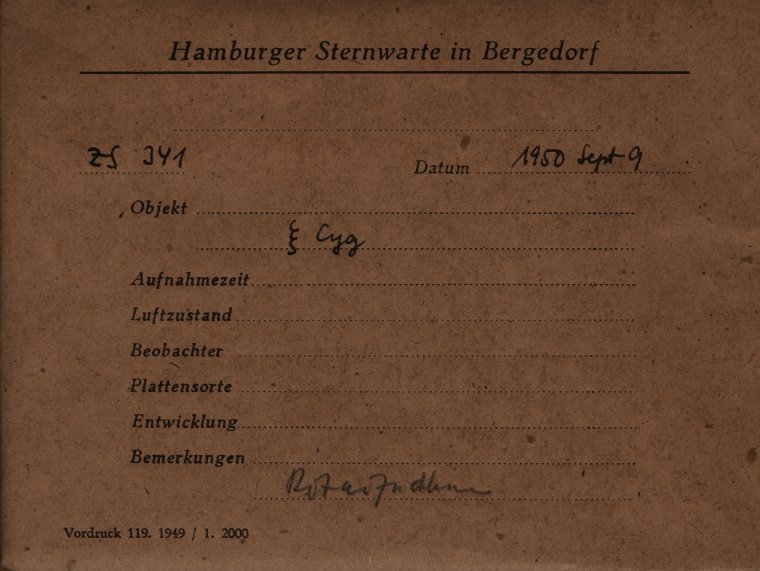 Hamburger Sternwarte in Bergedorf
ZS 341 Datum 1950 Sept 9
Objekt
ξ Cyg
Aufnahmezeit
Luftzustand
Beobachter
Plattensorte
Entwicklung
Bemerkungen
Rotaufnahme
Vordruck 119. 1949 / 1. 2000